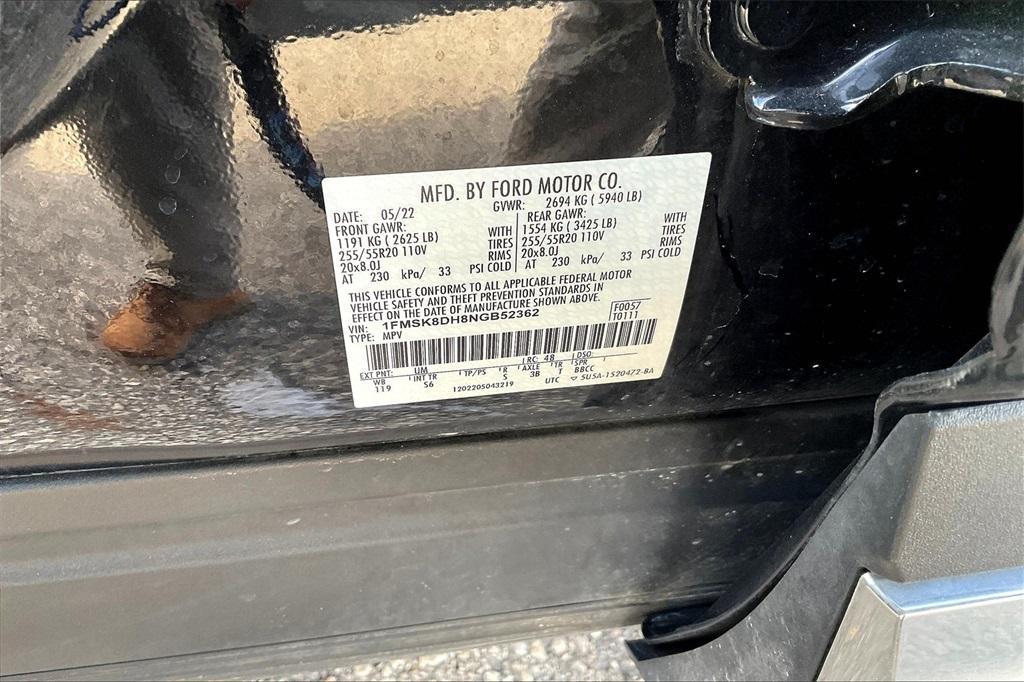 MFD. BY FORD MOTOR CO.
DATE: 05/22 GVWR: 2694 KG ( 5940 LB)
FRONT GAWR: WITH REAR GAWR: WITH
1191 KG ( 2625 LB) TIRES 1554 KG ( 3425 LB) TIRES
255/55R20 110V RIMS 255/55R20 110V RIMS
20x8.0J 20x8.0J
AT 230 kPa/ 33 PSI COLD AT 230 kPa/ 33 PSI COLD
THIS VEHICLE CONFORMS TO ALL APPLICABLE FEDERAL MOTOR
VEHICLE SAFETY AND THEFT PREVENTION STANDARDS IN
EFFECT ON THE DATE OF MANUFACTURE SHOWN ABOVE.
VIN: 1FMSK8DH8NGB52362 F0057
TYPE: MPV T0111
EXT PNT: UM RC: 48 DSO:
WB INT TR TP/PS R AXLE TR SPR
119 S6 S 3B T BBCC
1202205043219 UTC ▽ 5U5A-1520472-BA